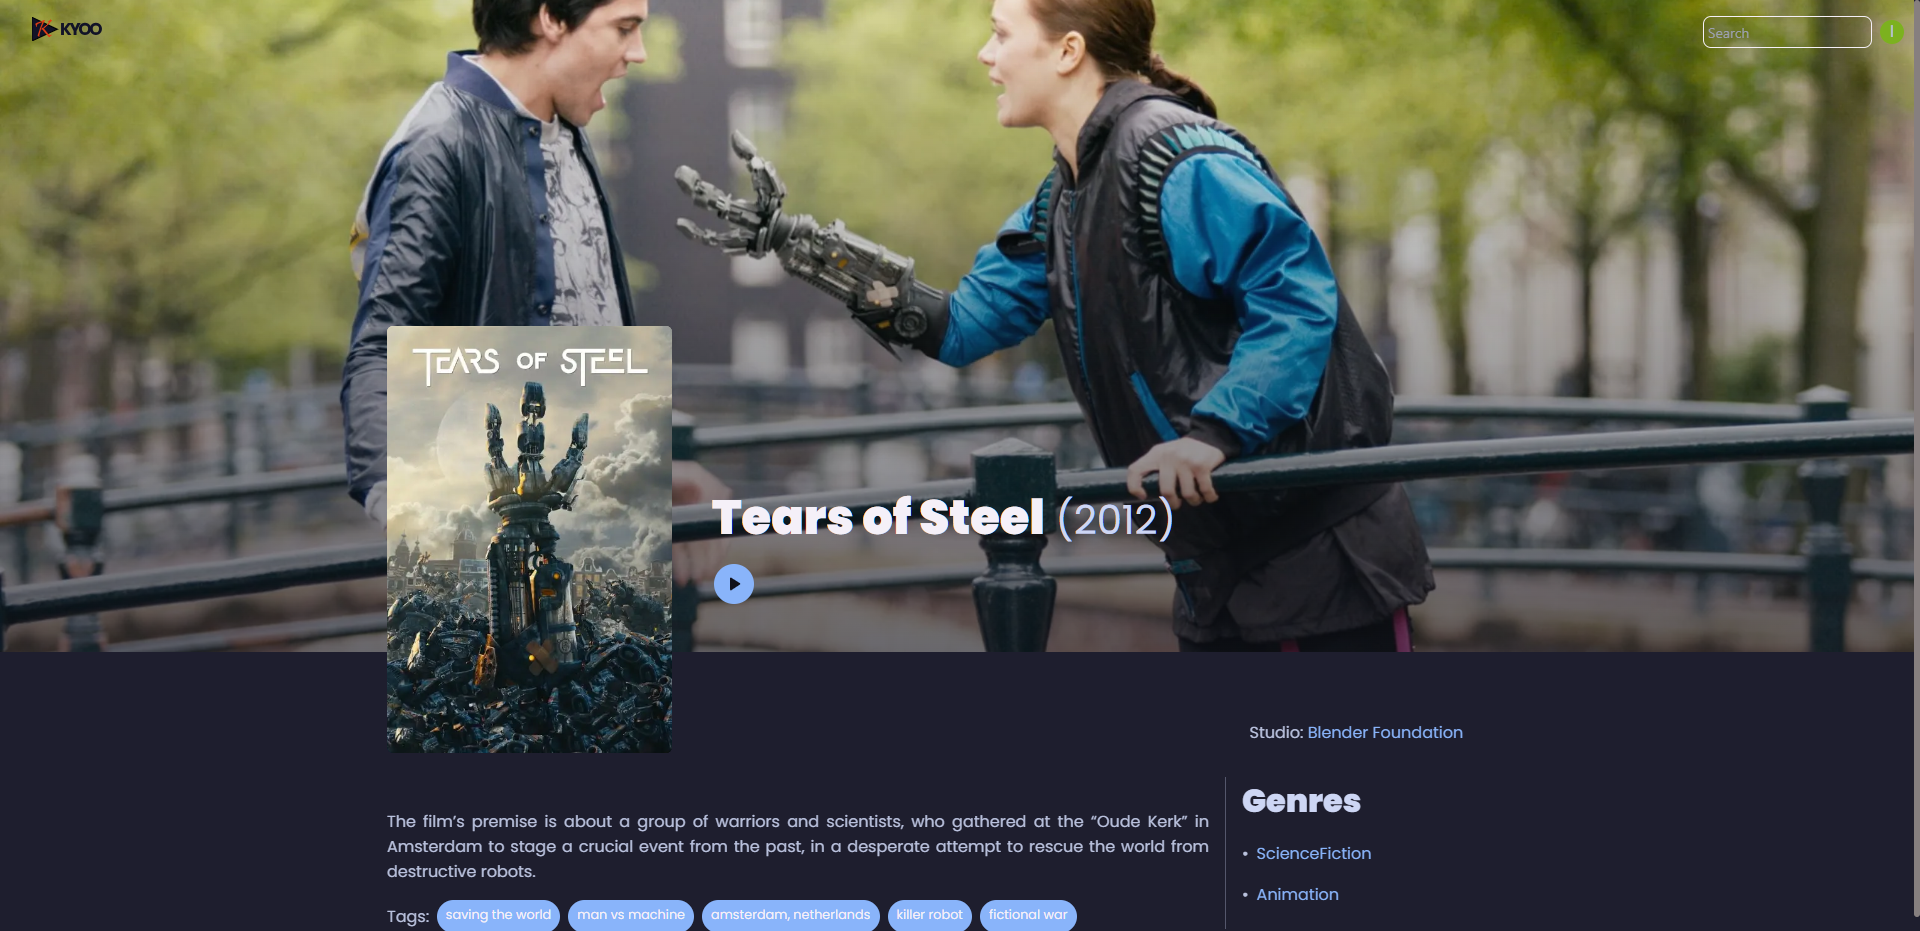 KYOO
Search
TEARS OF STEEL
Tears of Steel (2012)
Studio: Blender Foundation
Genres
• ScienceFiction
• Animation
The film’s premise is about a group of warriors and scientists, who gathered at the “Oude Kerk” in
Amsterdam to stage a crucial event from the past, in a desperate attempt to rescue the world from
destructive robots.
Tags: saving the world man vs machine amsterdam, netherlands killer robot fictional war